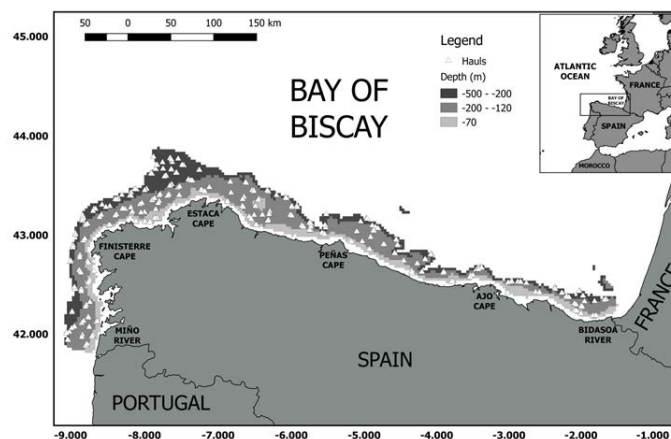 50 0 50 100 150 km
45.000
44.000
43.000
42.000
Legend
Hauls
Depth (m)
-500 - -200
-200 - -120
-70
BAY OF
BISCAY
ATLANTIC
OCEAN
FRANCE
BAY OF
BISCAY
SPAIN
MOROCCO
ESTACA
CAPE
FINISTERRE
CAPE
PEÑAS
CAPE
AJO
CAPE
BIDASOA
RIVER
MIÑO
RIVER
FRANCE
SPAIN
PORTUGAL
-9.000 -8.000 -7.000 -6.000 -5.000 -4.000 -3.000 -2.000 -1.000